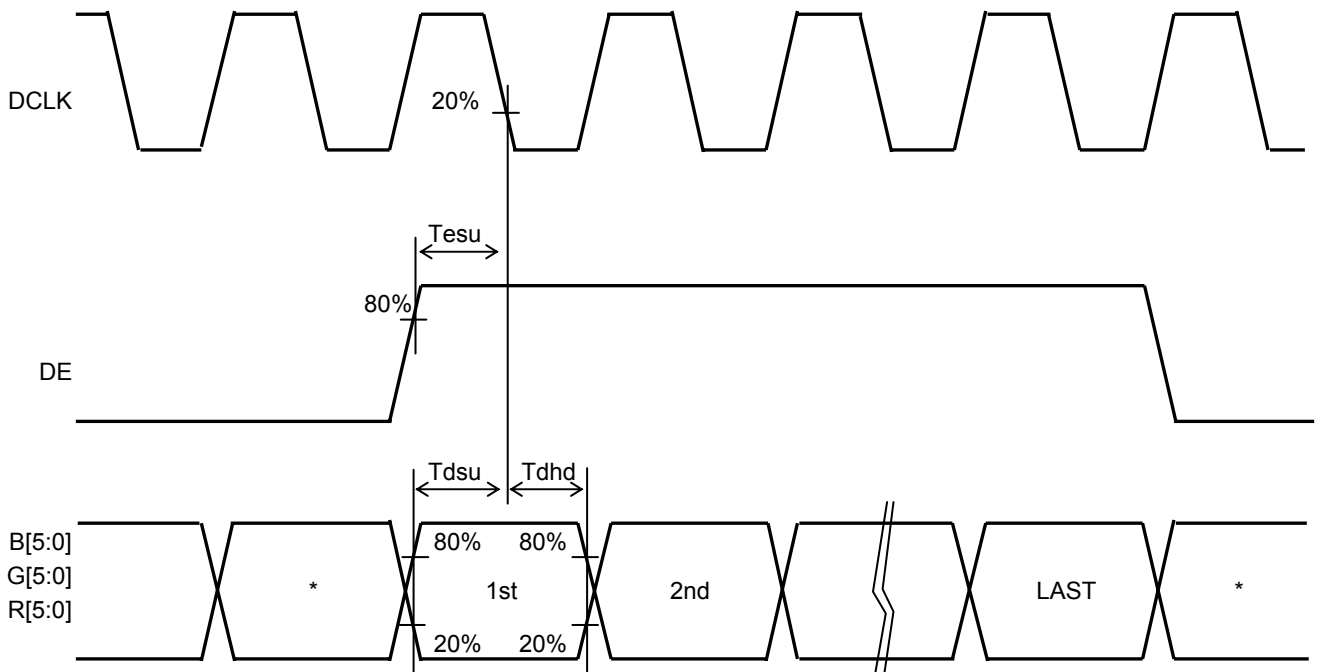 DCLK
20%
Tesu
80%
DE
Tdsu Tdhd
B[5:0]
G[5:0]
R[5:0]
80% 80%
* 1st 2nd LAST *
20% 20%